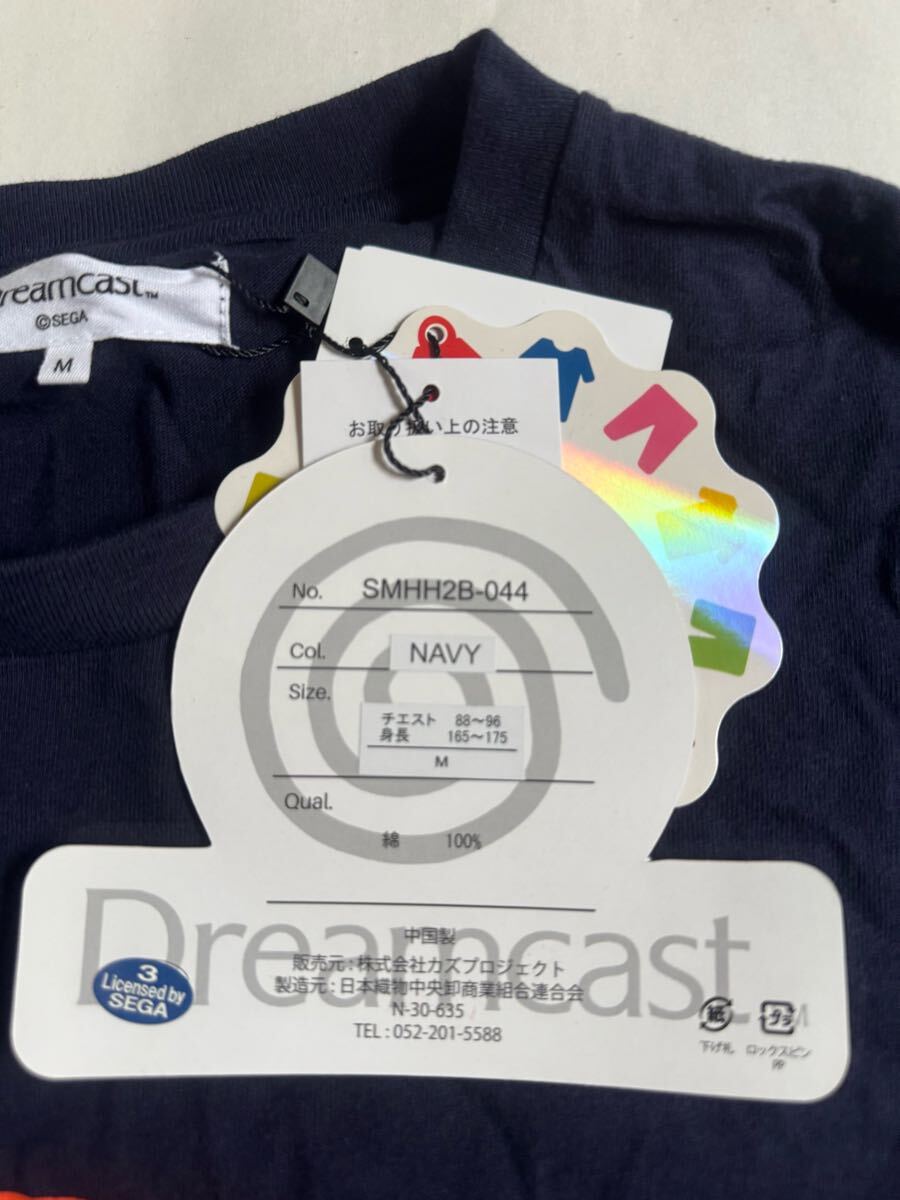 Dreamcast™
©SEGA
M
お取り扱い上の注意
No. SMHH2B-044
Col. NAVY
Size.
チエスト 88～96
身長 165～175
M
Qual.
綿 100%
Dreamcast
中国製
販売元：株式会社カズプロジェクト
製造元：日本織物中央卸商業組合連合会
N-30-635
TEL：052-201-5588
3
Licensed by
SEGA
紙
プラ
下げ札 ロックスピン
PP